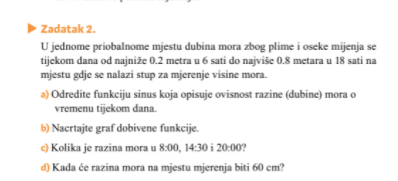 Zadatak 2.
U jednome priobalnome mjestu dubina mora zbog plime i oseke mijenja se
tijekom dana od najniže 0.2 metra u 6 sati do najviše 0.8 metara u 18 sati na
mjestu gdje se nalazi stup za mjerenje visine mora.
a) Odredite funkciju sinus koja opisuje ovisnost razine (dubine) mora o
vremenu tijekom dana.
b) Nacrtajte graf dobivene funkcije.
c) Kolika je razina mora u 8:00, 14:30 i 20:00?
d) Kada će razina mora na mjestu mjerenja biti 60 cm?